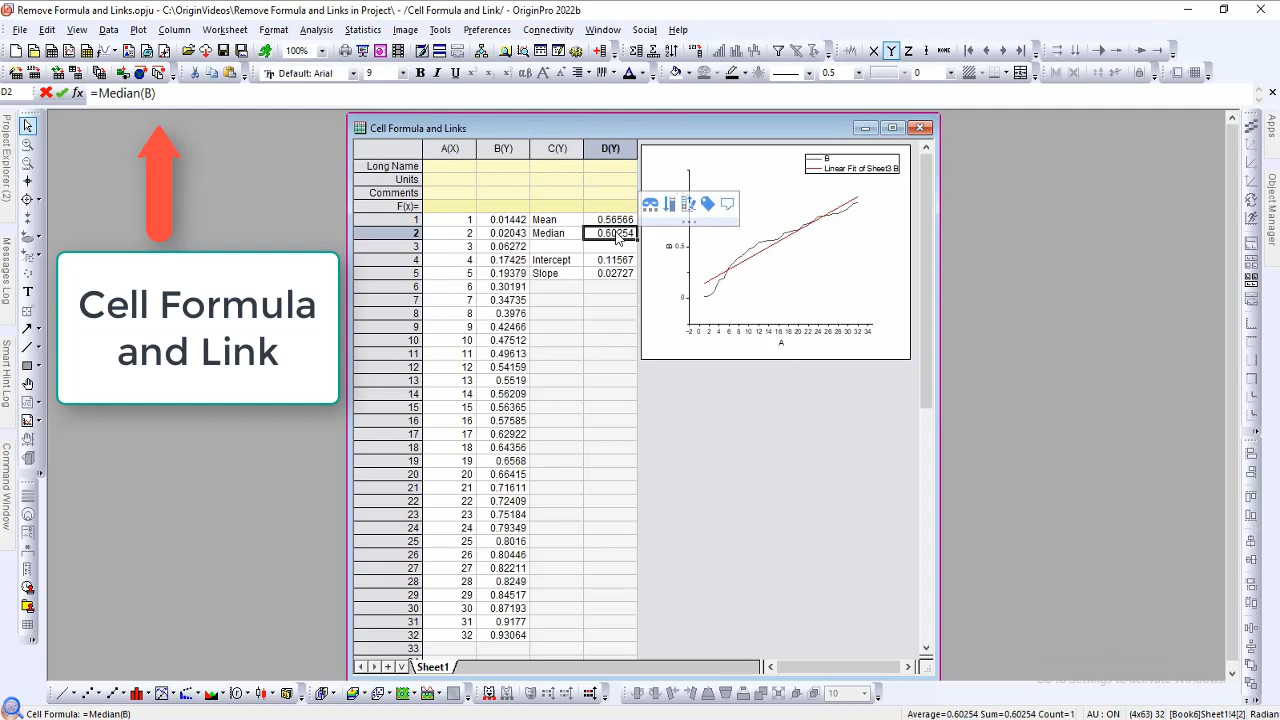 Remove Formula and Links.opju - C:\OriginVideos\Remove Formula and Links in Project\ - /Cell Formula and Link/ - OriginPro 2022b
File Edit View Data Plot Column Worksheet Format Analysis Statistics Image Tools Preferences Connectivity Window Social Help
100% X Y Z
Default: Arial 9 B I U αβ A A 0.5 0
D2 fx =Median(B)
Project Explorer (2)
Messages Log
Smart Hint Log
Command Window
Apps
Object Manager
Cell Formula
and Link
Cell Formula and Links
A(X) B(Y) C(Y) D(Y)
Long Name
Units
Comments
F(x)=
1 1 0.01442 Mean 0.56566
2 2 0.02043 Median 0.60254
3 3 0.06272
4 4 0.17425 Intercept 0.11567
5 5 0.19379 Slope 0.02727
6 6 0.30191
7 7 0.34735
8 8 0.3976
9 9 0.42466
10 10 0.47512
11 11 0.49613
12 12 0.54159
13 13 0.5519
14 14 0.56209
15 15 0.56365
16 16 0.57585
17 17 0.62922
18 18 0.64356
19 19 0.6568
20 20 0.66415
21 21 0.71611
22 22 0.72409
23 23 0.75184
24 24 0.79349
25 25 0.8016
26 26 0.80446
27 27 0.82211
28 28 0.8249
29 29 0.84517
30 30 0.87193
31 31 0.9177
32 32 0.93064
33
B
Linear Fit of Sheet3 B
B
0.5
0
-2 0 2 4 6 8 10 12 14 16 18 20 22 24 26 28 30 32 34
A
Sheet1
10
Cell Formula: =Median(B) Average=0.60254 Sum=0.60254 Count=1 AU : ON (4x63) 32 [Book6]Sheet1!4[2] Radian